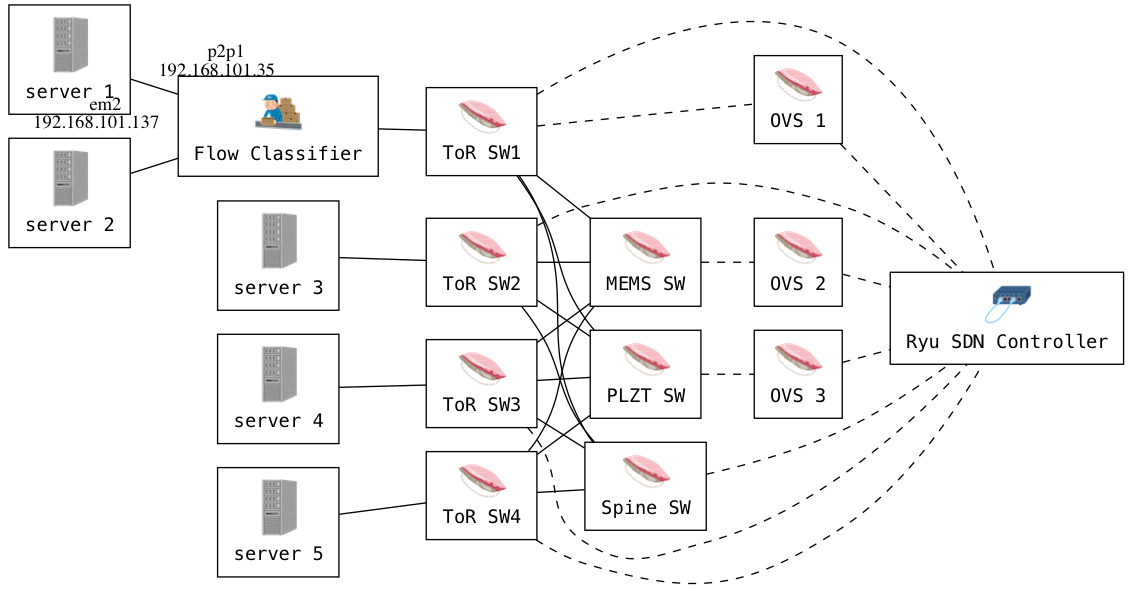 server 1
em2
192.168.101.137
server 2
p2p1
192.168.101.35
Flow Classifier
server 3
server 4
server 5
ToR SW1
ToR SW2
ToR SW3
ToR SW4
MEMS SW
PLZT SW
Spine SW
OVS 1
OVS 2
OVS 3
Ryu SDN Controller